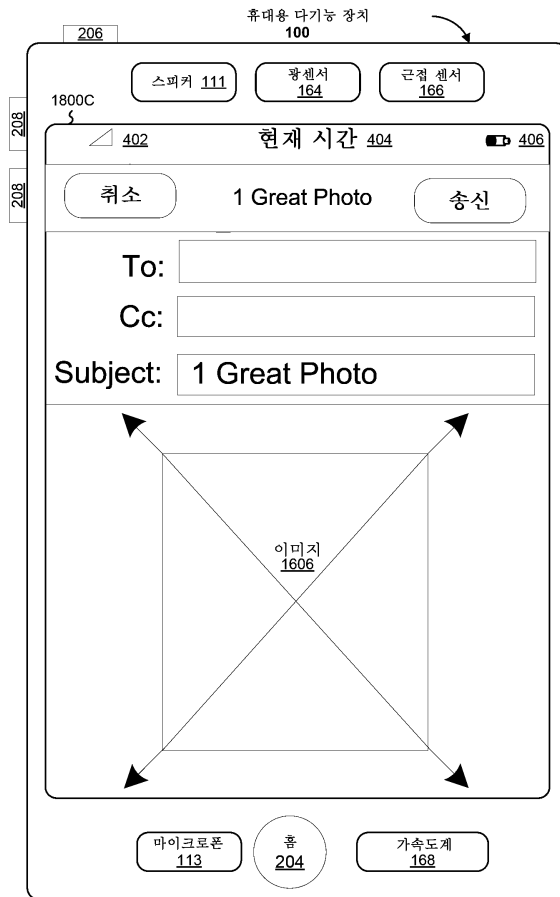 휴대용 다기능 장치
100
206
스피커 111
광센서
164
근접 센서
166
1800C
208
208
402
현재 시간 404
406
취소
1 Great Photo
송신
To:
Cc:
Subject: 1 Great Photo
이미지
1606
마이크로폰
113
홈
204
가속도계
168